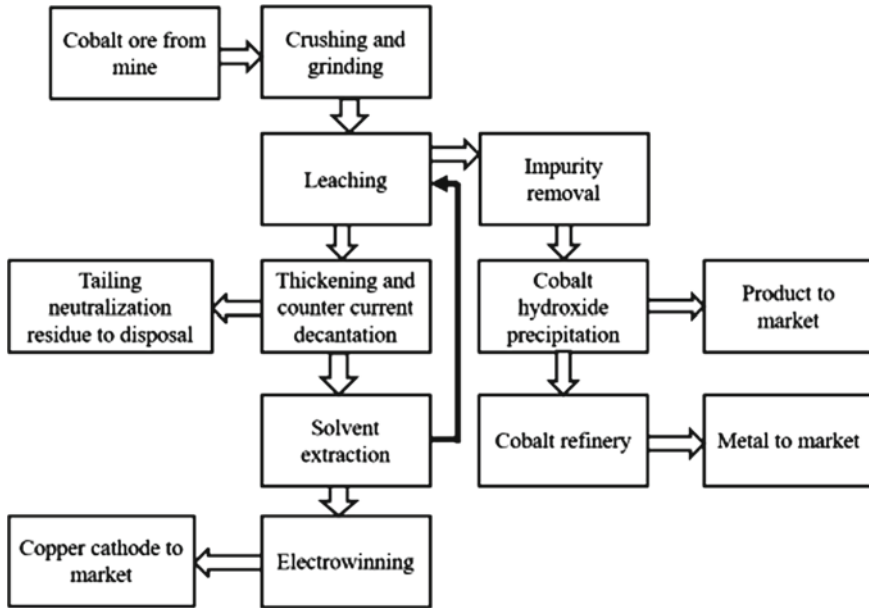 Cobalt ore from
mine
Crushing and
grinding
Leaching
Impurity
removal
Tailing
neutralization
residue to disposal
Thickening and
counter current
decantation
Cobalt
hydroxide
precipitation
Product to
market
Solvent
extraction
Cobalt refinery
Metal to market
Copper cathode to
market
Electrowinning